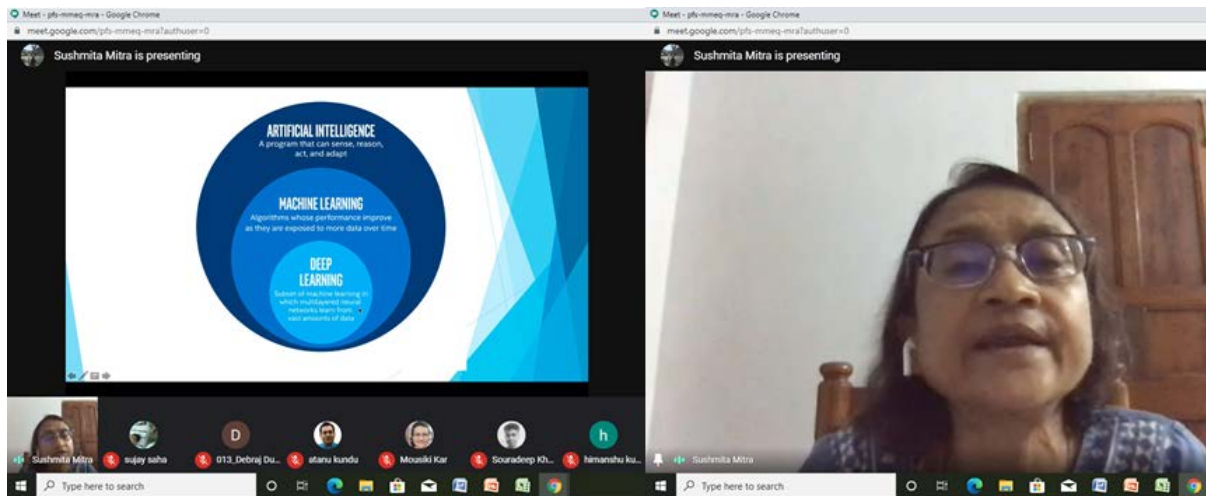 Meet - pfs-mmeq-mra - Google Chrome
meet.google.com/pfs-mmeq-mra?authuser=0
Sushmita Mitra is presenting
ARTIFICIAL INTELLIGENCE
A program that can sense, reason,
act, and adapt
MACHINE LEARNING
Algorithms whose performance improve
as they are exposed to more data over time
DEEP
LEARNING
Subset of machine learning in
which multilayered neural
networks learn from
vast amounts of data
Sushmita Mitra
sujay saha
D
013_Debraj Du...
atanu kundu
Mousiki Kar
Souradeep Kh...
h
himanshu ku...
Type here to search
Meet - pfs-mmeq-mra - Google Chrome
meet.google.com/pfs-mmeq-mra?authuser=0
Sushmita Mitra is presenting
Sushmita Mitra
Type here to search